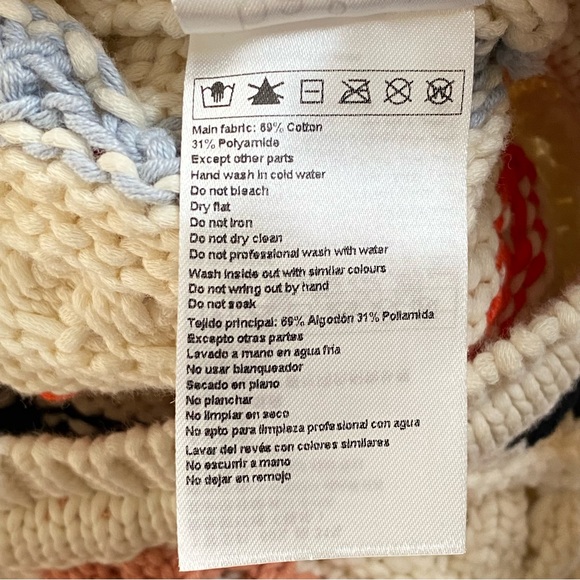 Main fabric: 69% Cotton
31% Polyamide
Except other parts
Hand wash in cold water
Do not bleach
Dry flat
Do not iron
Do not dry clean
Do not professional wash with water
Wash inside out with similar colours
Do not wring out by hand
Do not soak
Tejido principal: 69% Algodón 31% Poliamida
Excepto otras partes
Lavado a mano en agua fría
No usar blanqueador
Secado en plano
No planchar
No limpiar en seco
No apto para limpieza profesional con agua
Lavar del revés con colores similares
No escurrir a mano
No dejar en remojo